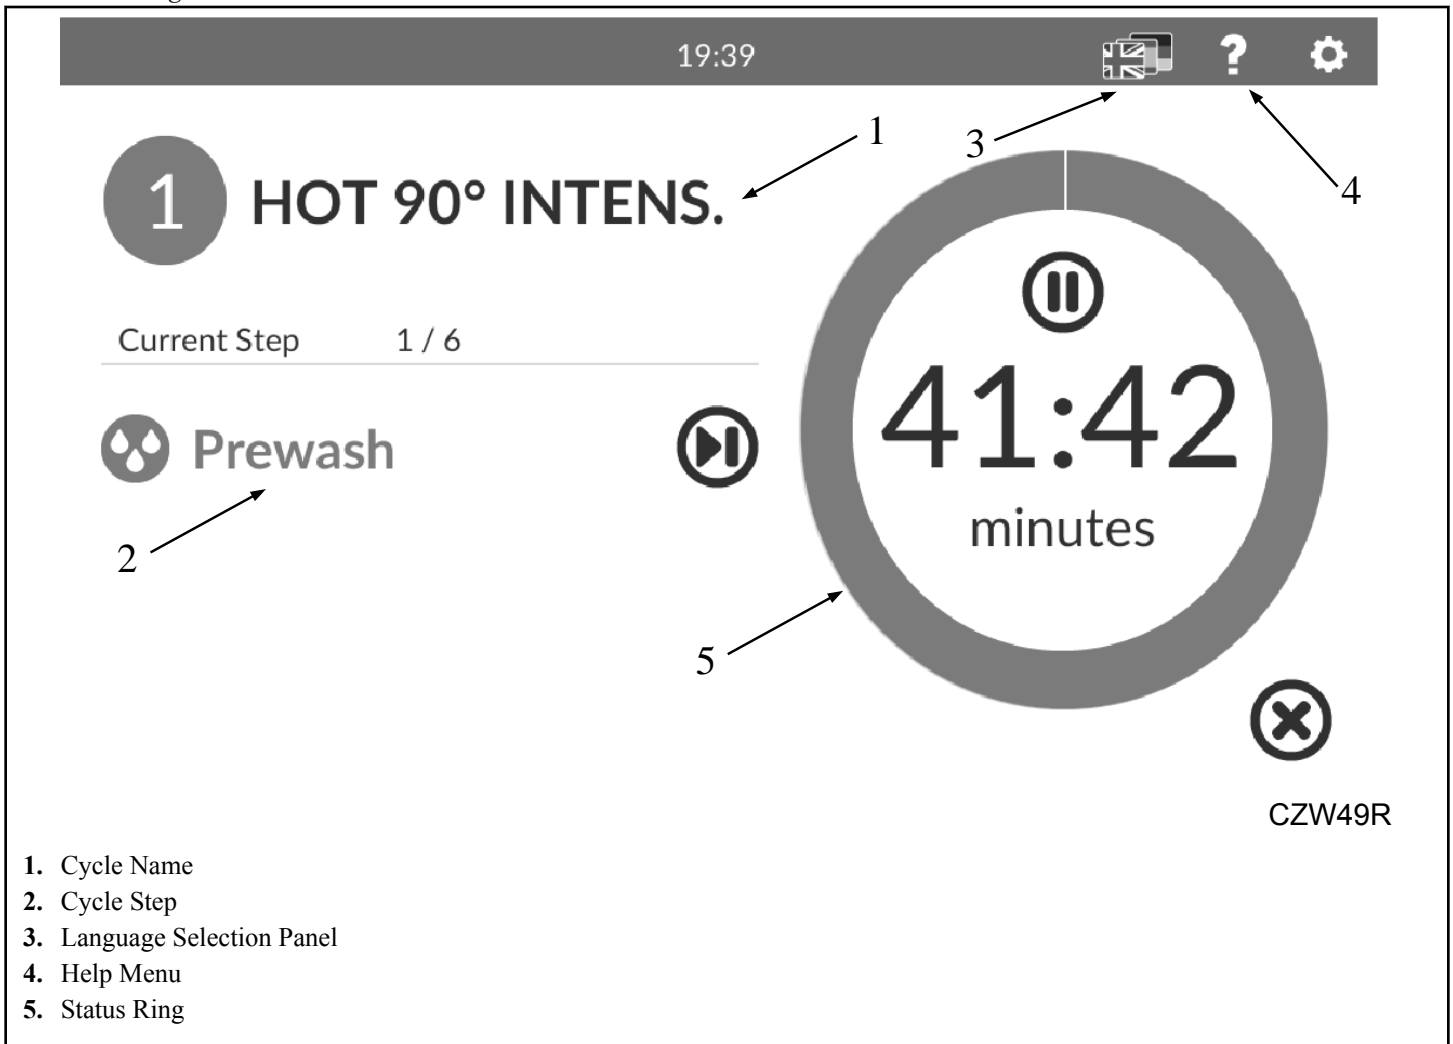 19:39
?
1
3
4
1 HOT 90° INTENS.
Current Step 1 / 6
Prewash
41:42
minutes
2
5
CZW49R
1. Cycle Name
2. Cycle Step
3. Language Selection Panel
4. Help Menu
5. Status Ring